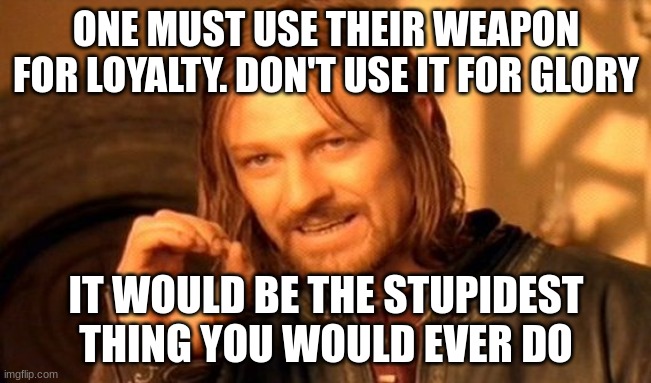 ONE MUST USE THEIR WEAPON
FOR LOYALTY. DON'T USE IT FOR GLORY
IT WOULD BE THE STUPIDEST
THING YOU WOULD EVER DO
imgflip.com